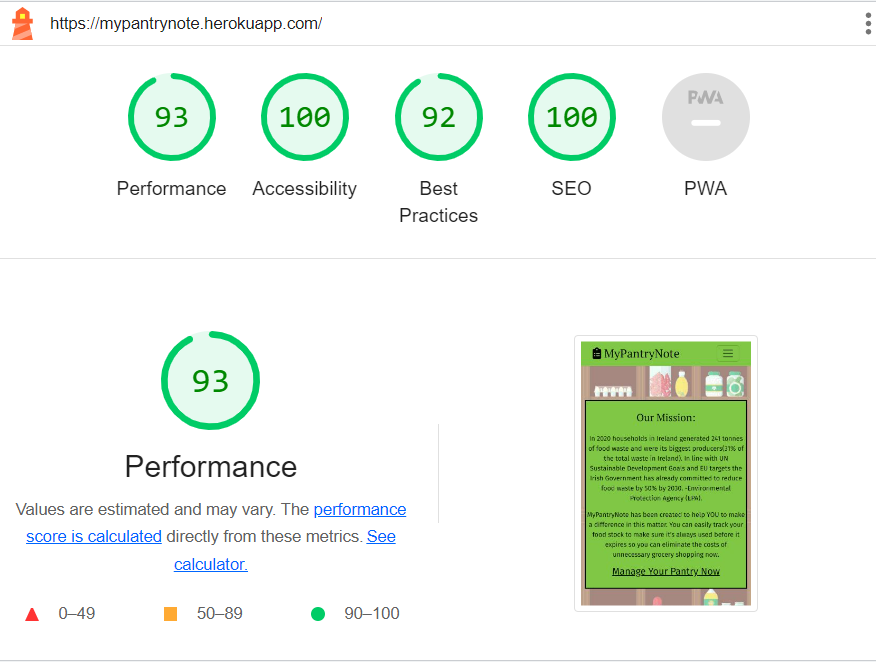 https://mypantrynote.herokuapp.com/
93
100
92
100
PWA
Performance
Accessibility
Best
Practices
SEO
PWA
93
Performance
Values are estimated and may vary. The performance
score is calculated directly from these metrics. See
calculator.
0–49
50–89
90–100
MyPantryNote
Our Mission:
In 2020 households in Ireland generated 241 tonnes
of food waste and were its biggest producers(31% of
the total waste in Ireland). In line with UN
Sustainable Development Goals and EU targets the
Irish Government has already committed to reduce
food waste by 50% by 2030. -Environmental
Protection Agency (EPA).
MyPantryNote has been created to help YOU to make
a difference in this matter. You can easily track your
food stock to make sure it's always used before it
expires so you can eliminate the costs of
unnecessary grocery shopping now.
Manage Your Pantry Now